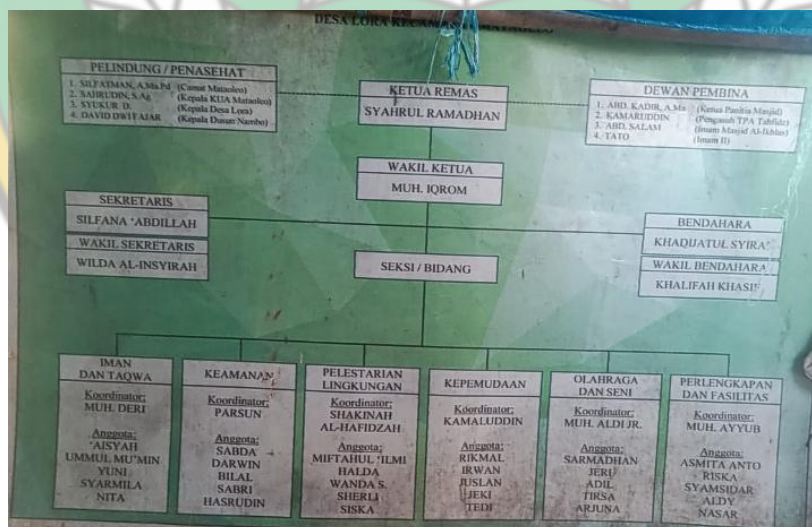 DESA LORA KECAMATAN MATAOLEO
PELINDUNG / PENASEHAT
1. SILFATMAN, A.Ma.Pd (Camat Mataoleo)
2. SAHRUDIN, S.Ag (Kepala KUA Mataoleo)
3. SYUKUR D. (Kepala Desa Lora)
4. DAVID DWI FAJAR (Kepala Dusun Nambo)
KETUA REMAS
SYAHRUL RAMADHAN
DEWAN PEMBINA
1. ABD. KADIR, A.Ma (Ketua Panitia Masjid)
2. KAMARUDDIN (Pengasuh TPA Tahfidz)
3. ABD. SALAM (Imam Masjid Al-Ikhlas)
4. TATO (Imam II)
WAKIL KETUA
MUH. IQROM
SEKRETARIS
SILFANA 'ABDILLAH
WAKIL SEKRETARIS
WILDA AL-INSYIRAH
BENDAHARA
KHADIJATUL SYIRA'
WAKIL BENDAHARA
KHALIFAH KHASIF
SEKSI / BIDANG
IMAN
DAN TAQWA
Koordinator:
MUH. DERI
Anggota:
'AISYAH
UMMUL MU'MIN
YUNI
SYARMILA
NITA
KEAMANAN
Koordinator:
PARSUN
Anggota:
SABDA
DARWIN
BILAL
SABRI
HASRUDIN
PELESTARIAN
LINGKUNGAN
Koordinator:
SHAKINAH
AL-HAFIDZAH
Anggota:
MIFTAHUL 'ILMI
HALDA
WANDA S.
SHERLI
SISKA
KEPEMUDAAN
Koordinator:
KAMALUDDIN
Anggota:
RIKMAL
IRWAN
JUSLAN
JEKI
TEDI
OLAHRAGA
DAN SENI
Koordinator:
MUH. ALDI JR.
Anggota:
SARMADHAN
JERI
ADIL
TIRSA
ARJUNA
PERLENGKAPAN
DAN FASILITAS
Koordinator:
MUH. AYYUB
Anggota:
ASMITA ANTO
RISKA
SYAMSIDAR
ALDY
NASAR